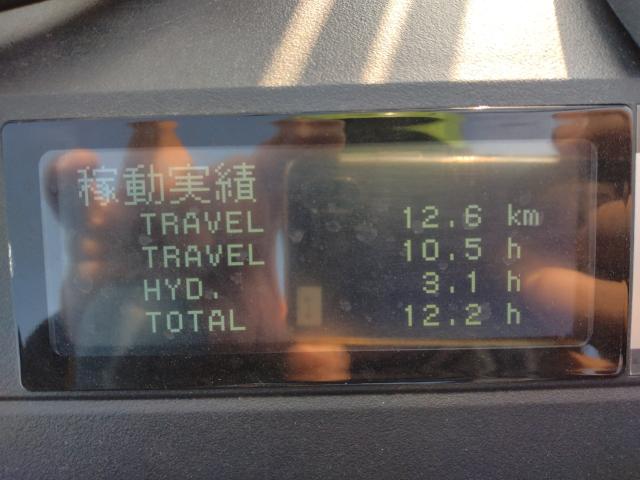 稼動実績
TRAVEL 12.6 km
TRAVEL 10.5 h
HYD. 3.1 h
TOTAL 12.2 h